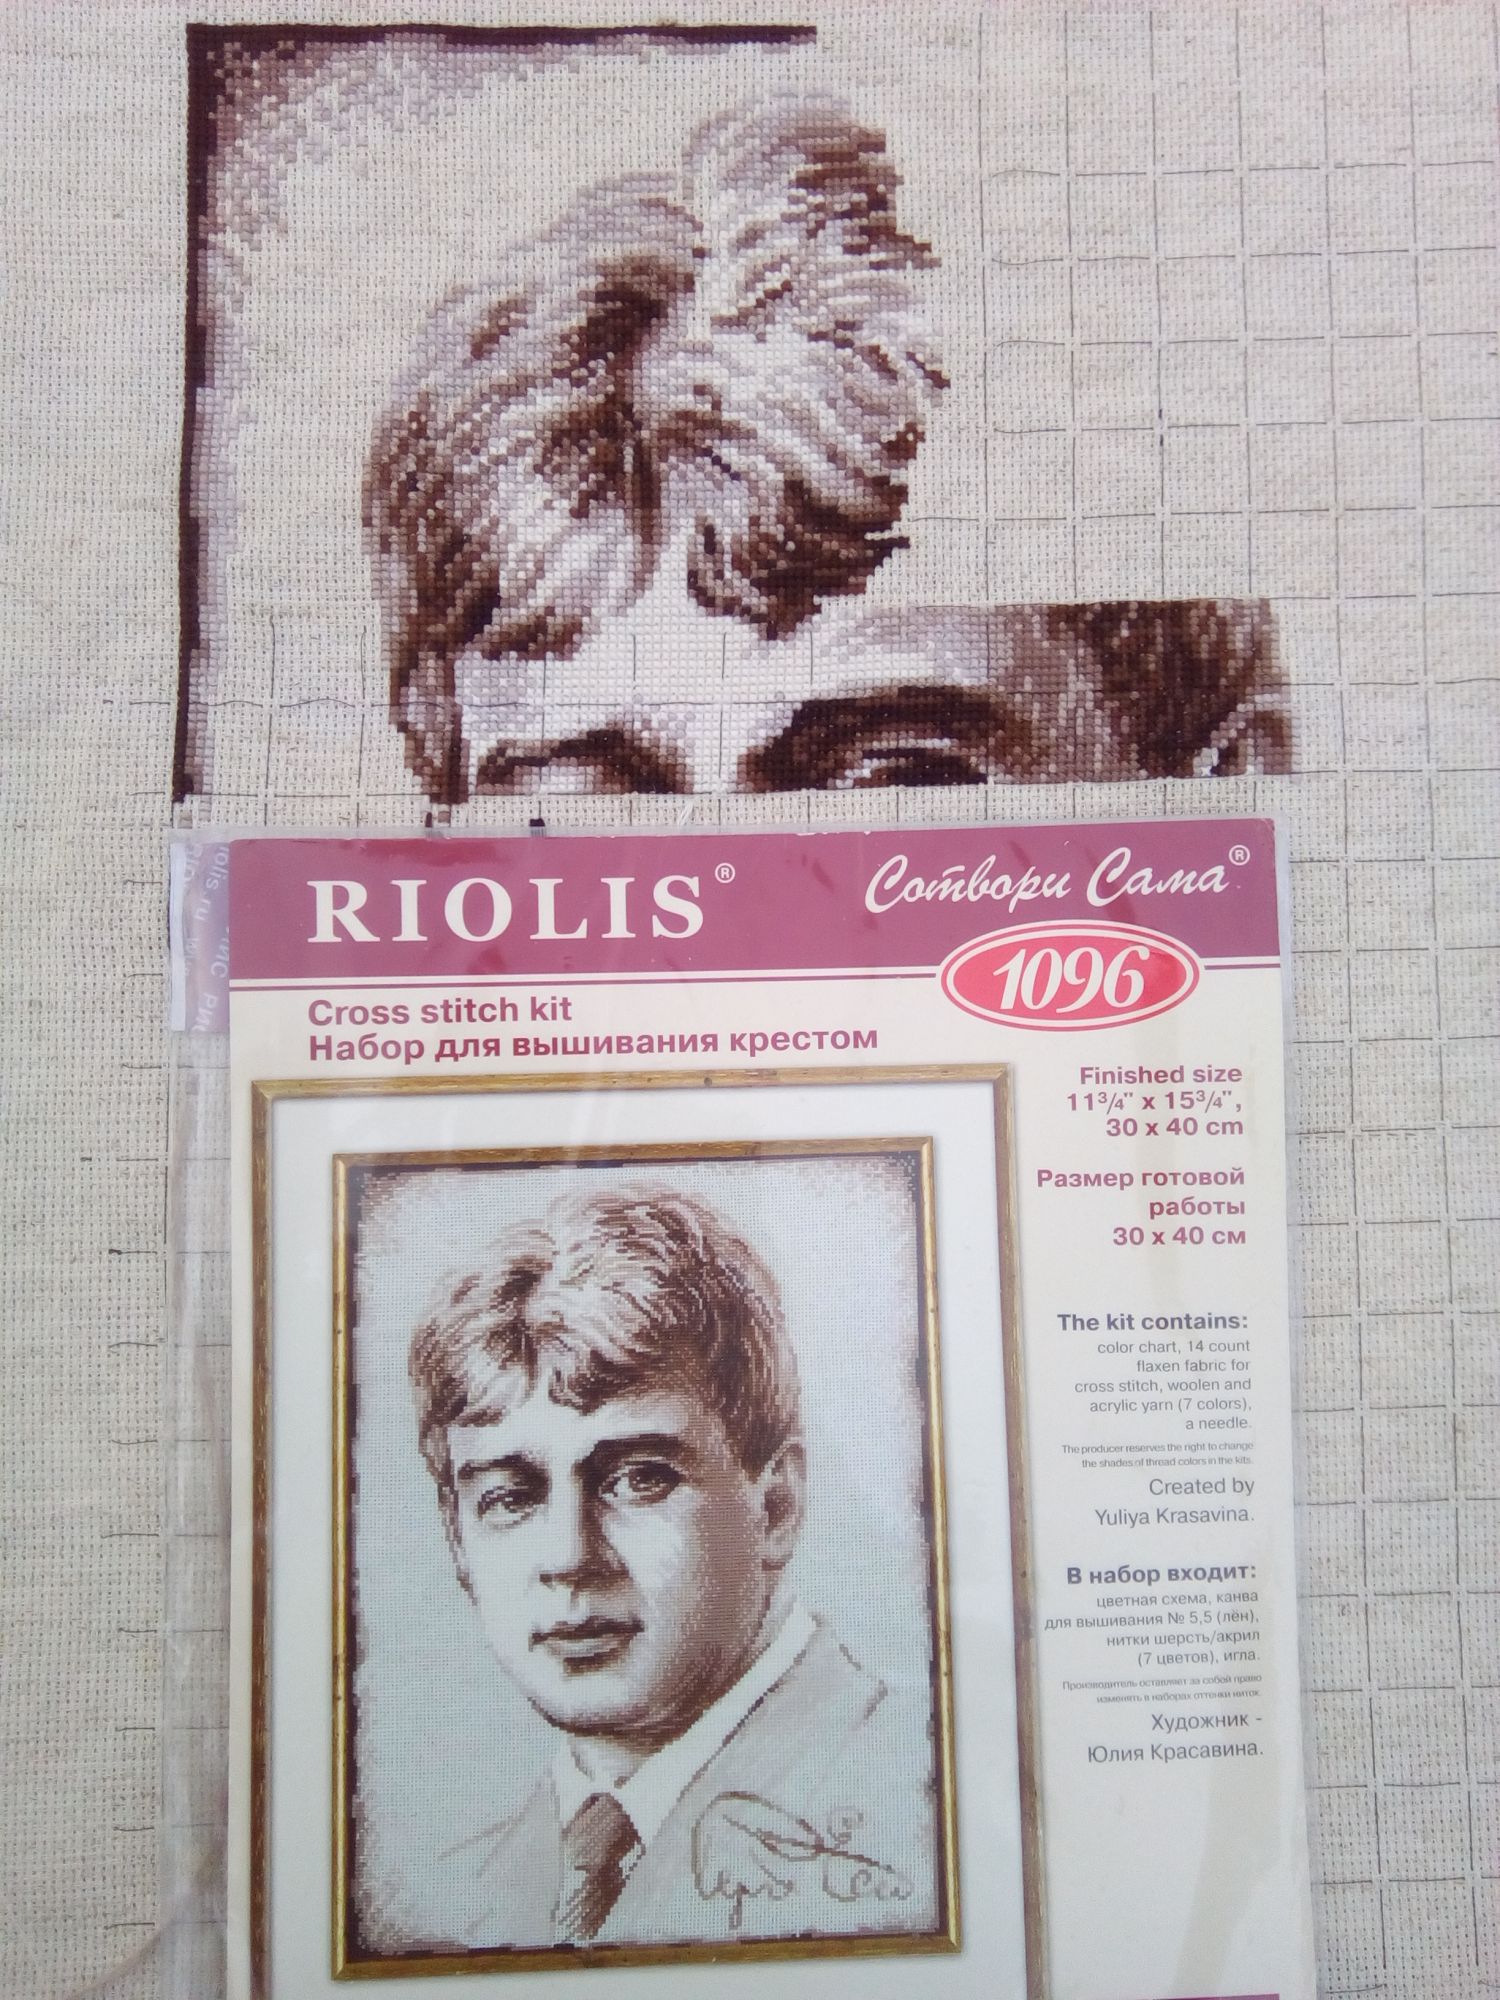 RIOLIS®
Сотвори Сама®
1096
Cross stitch kit
Набор для вышивания крестом
Finished size
11¾" x 15¾",
30 x 40 cm
Размер готовой
работы
30 х 40 см
The kit contains:
color chart, 14 count
flaxen fabric for
cross stitch, woolen and
acrylic yarn (7 colors),
a needle.
The producer reserves the right to change
the shades of thread colors in the kits.
Created by
Yuliya Krasavina.
В набор входит:
цветная схема, канва
для вышивания № 5,5 (лён),
нитки шерсть/акрил
(7 цветов), игла.
Производитель оставляет за собой право
изменять в наборах оттенки ниток.
Художник -
Юлия Красавина.